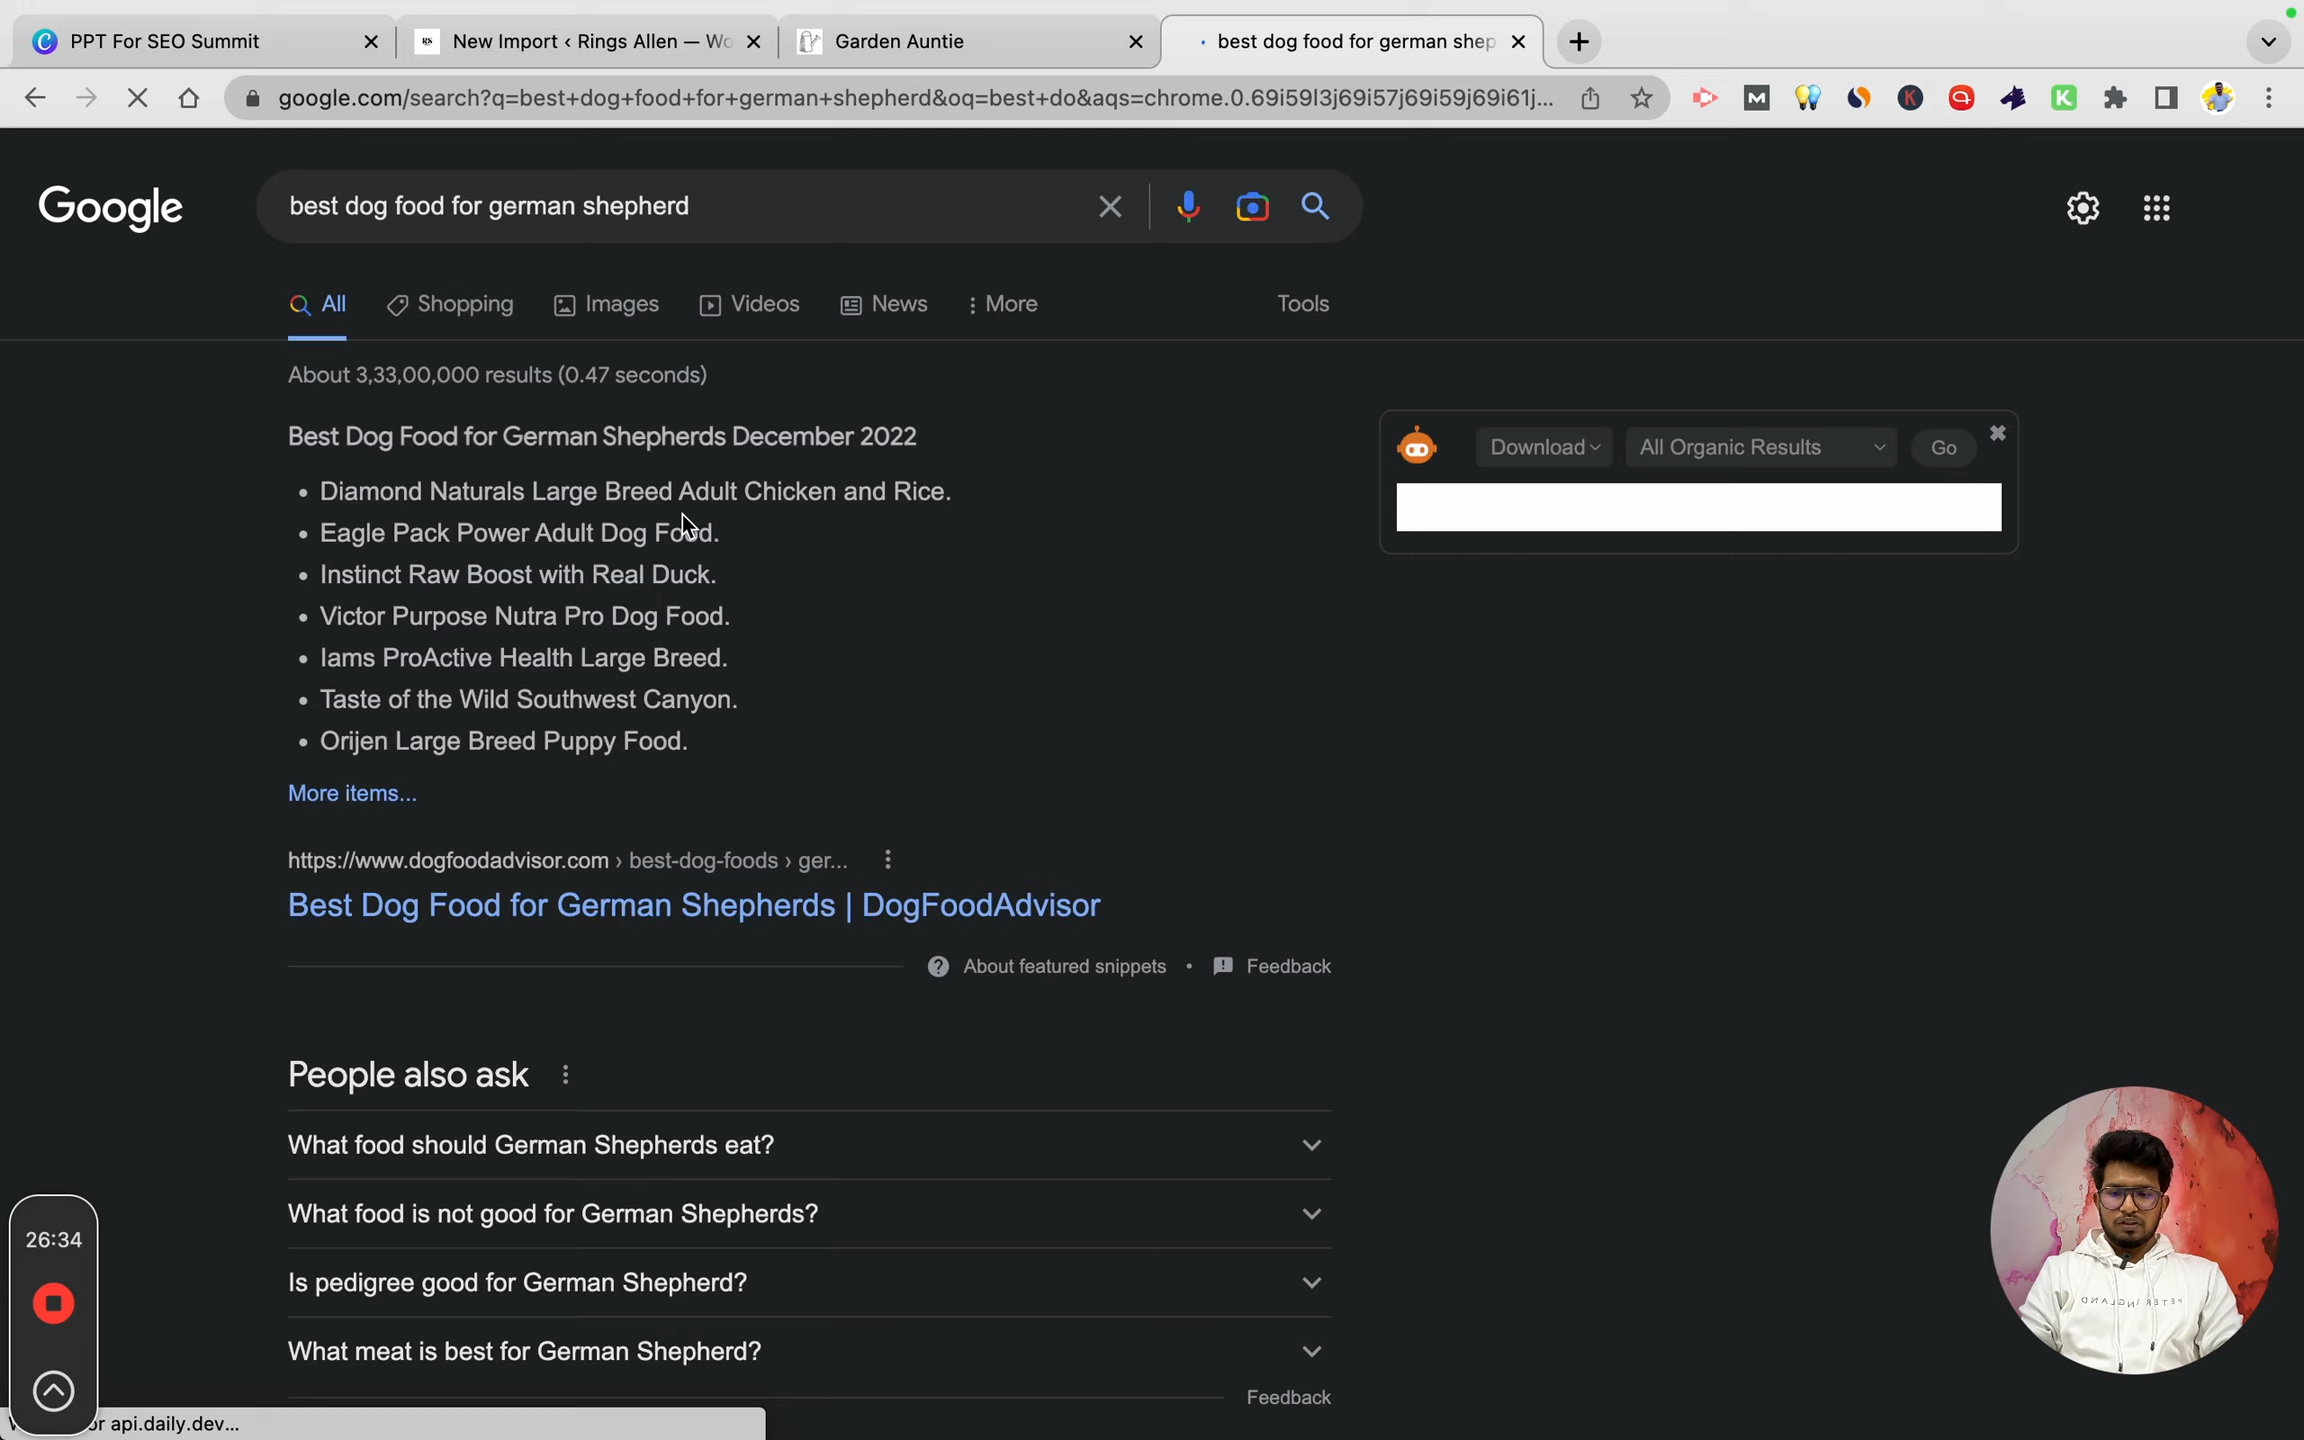 PPT For SEO Summit
New Import ‹ Rings Allen — Wo
Garden Auntie
best dog food for german shep
google.com/search?q=best+dog+food+for+german+shepherd&oq=best+do&aqs=chrome.0.69i59l3j69i57j69i59j69i61j...
Google
best dog food for german shepherd
All
Shopping
Images
Videos
News
More
Tools
About 3,33,00,000 results (0.47 seconds)
Best Dog Food for German Shepherds December 2022
Download
All Organic Results
Go
• Diamond Naturals Large Breed Adult Chicken and Rice.
• Eagle Pack Power Adult Dog Food.
• Instinct Raw Boost with Real Duck.
• Victor Purpose Nutra Pro Dog Food.
• Iams ProActive Health Large Breed.
• Taste of the Wild Southwest Canyon.
• Orijen Large Breed Puppy Food.
More items...
https://www.dogfoodadvisor.com › best-dog-foods › ger...
Best Dog Food for German Shepherds | DogFoodAdvisor
About featured snippets • Feedback
People also ask
What food should German Shepherds eat?
What food is not good for German Shepherds?
Is pedigree good for German Shepherd?
What meat is best for German Shepherd?
Feedback
26:34
api.daily.dev...